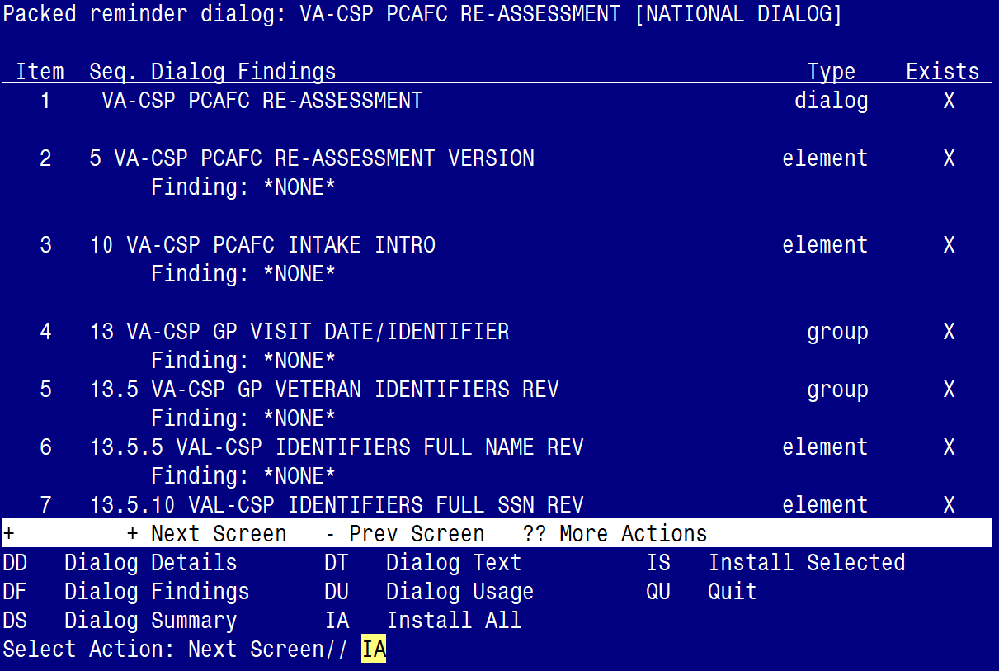 Packed reminder dialog: VA-CSP PCAFC RE-ASSESSMENT [NATIONAL DIALOG]
Item Seq. Dialog Findings Type Exists
1 VA-CSP PCAFC RE-ASSESSMENT dialog X
2 5 VA-CSP PCAFC RE-ASSESSMENT VERSION element X
Finding: *NONE*
3 10 VA-CSP PCAFC INTAKE INTRO element X
Finding: *NONE*
4 13 VA-CSP GP VISIT DATE/IDENTIFIER group X
Finding: *NONE*
5 13.5 VA-CSP GP VETERAN IDENTIFIERS REV group X
Finding: *NONE*
6 13.5.5 VAL-CSP IDENTIFIERS FULL NAME REV element X
Finding: *NONE*
7 13.5.10 VAL-CSP IDENTIFIERS FULL SSN REV element X
+ + Next Screen - Prev Screen ?? More Actions
DD Dialog Details DT Dialog Text IS Install Selected
DF Dialog Findings DU Dialog Usage QU Quit
DS Dialog Summary IA Install All
Select Action: Next Screen// IA